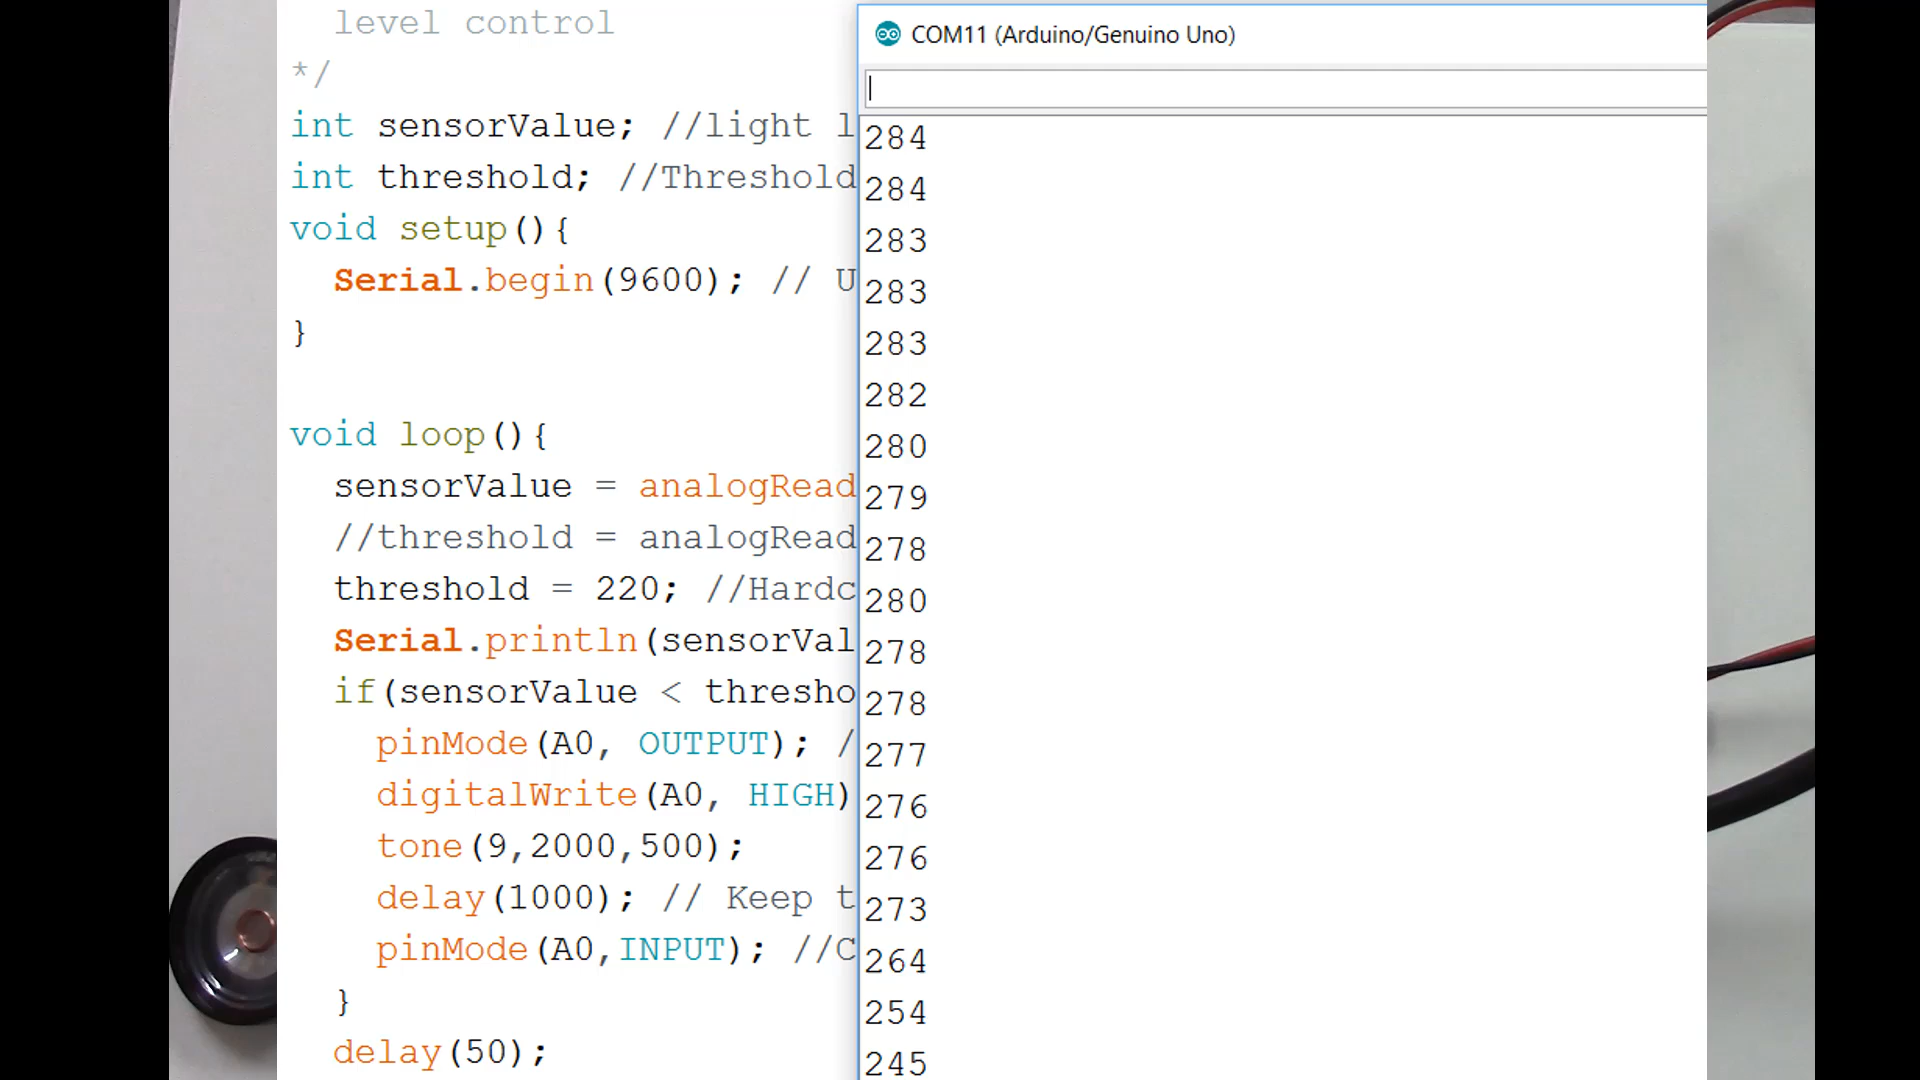 level control
*/
int sensorValue; //light l
int threshold; //Threshold
void setup(){
Serial.begin(9600); // U
}
void loop(){
sensorValue = analogRead
//threshold = analogRead
threshold = 220; //Hardc
Serial.println(sensorVal
if(sensorValue < thresho
pinMode(A0, OUTPUT); /
digitalWrite(A0, HIGH)
tone(9,2000,500);
delay(1000); // Keep t
pinMode(A0,INPUT); //C
}
delay(50);
COM11 (Arduino/Genuino Uno)
284
284
283
283
283
282
280
279
278
280
278
278
277
276
276
273
264
254
245